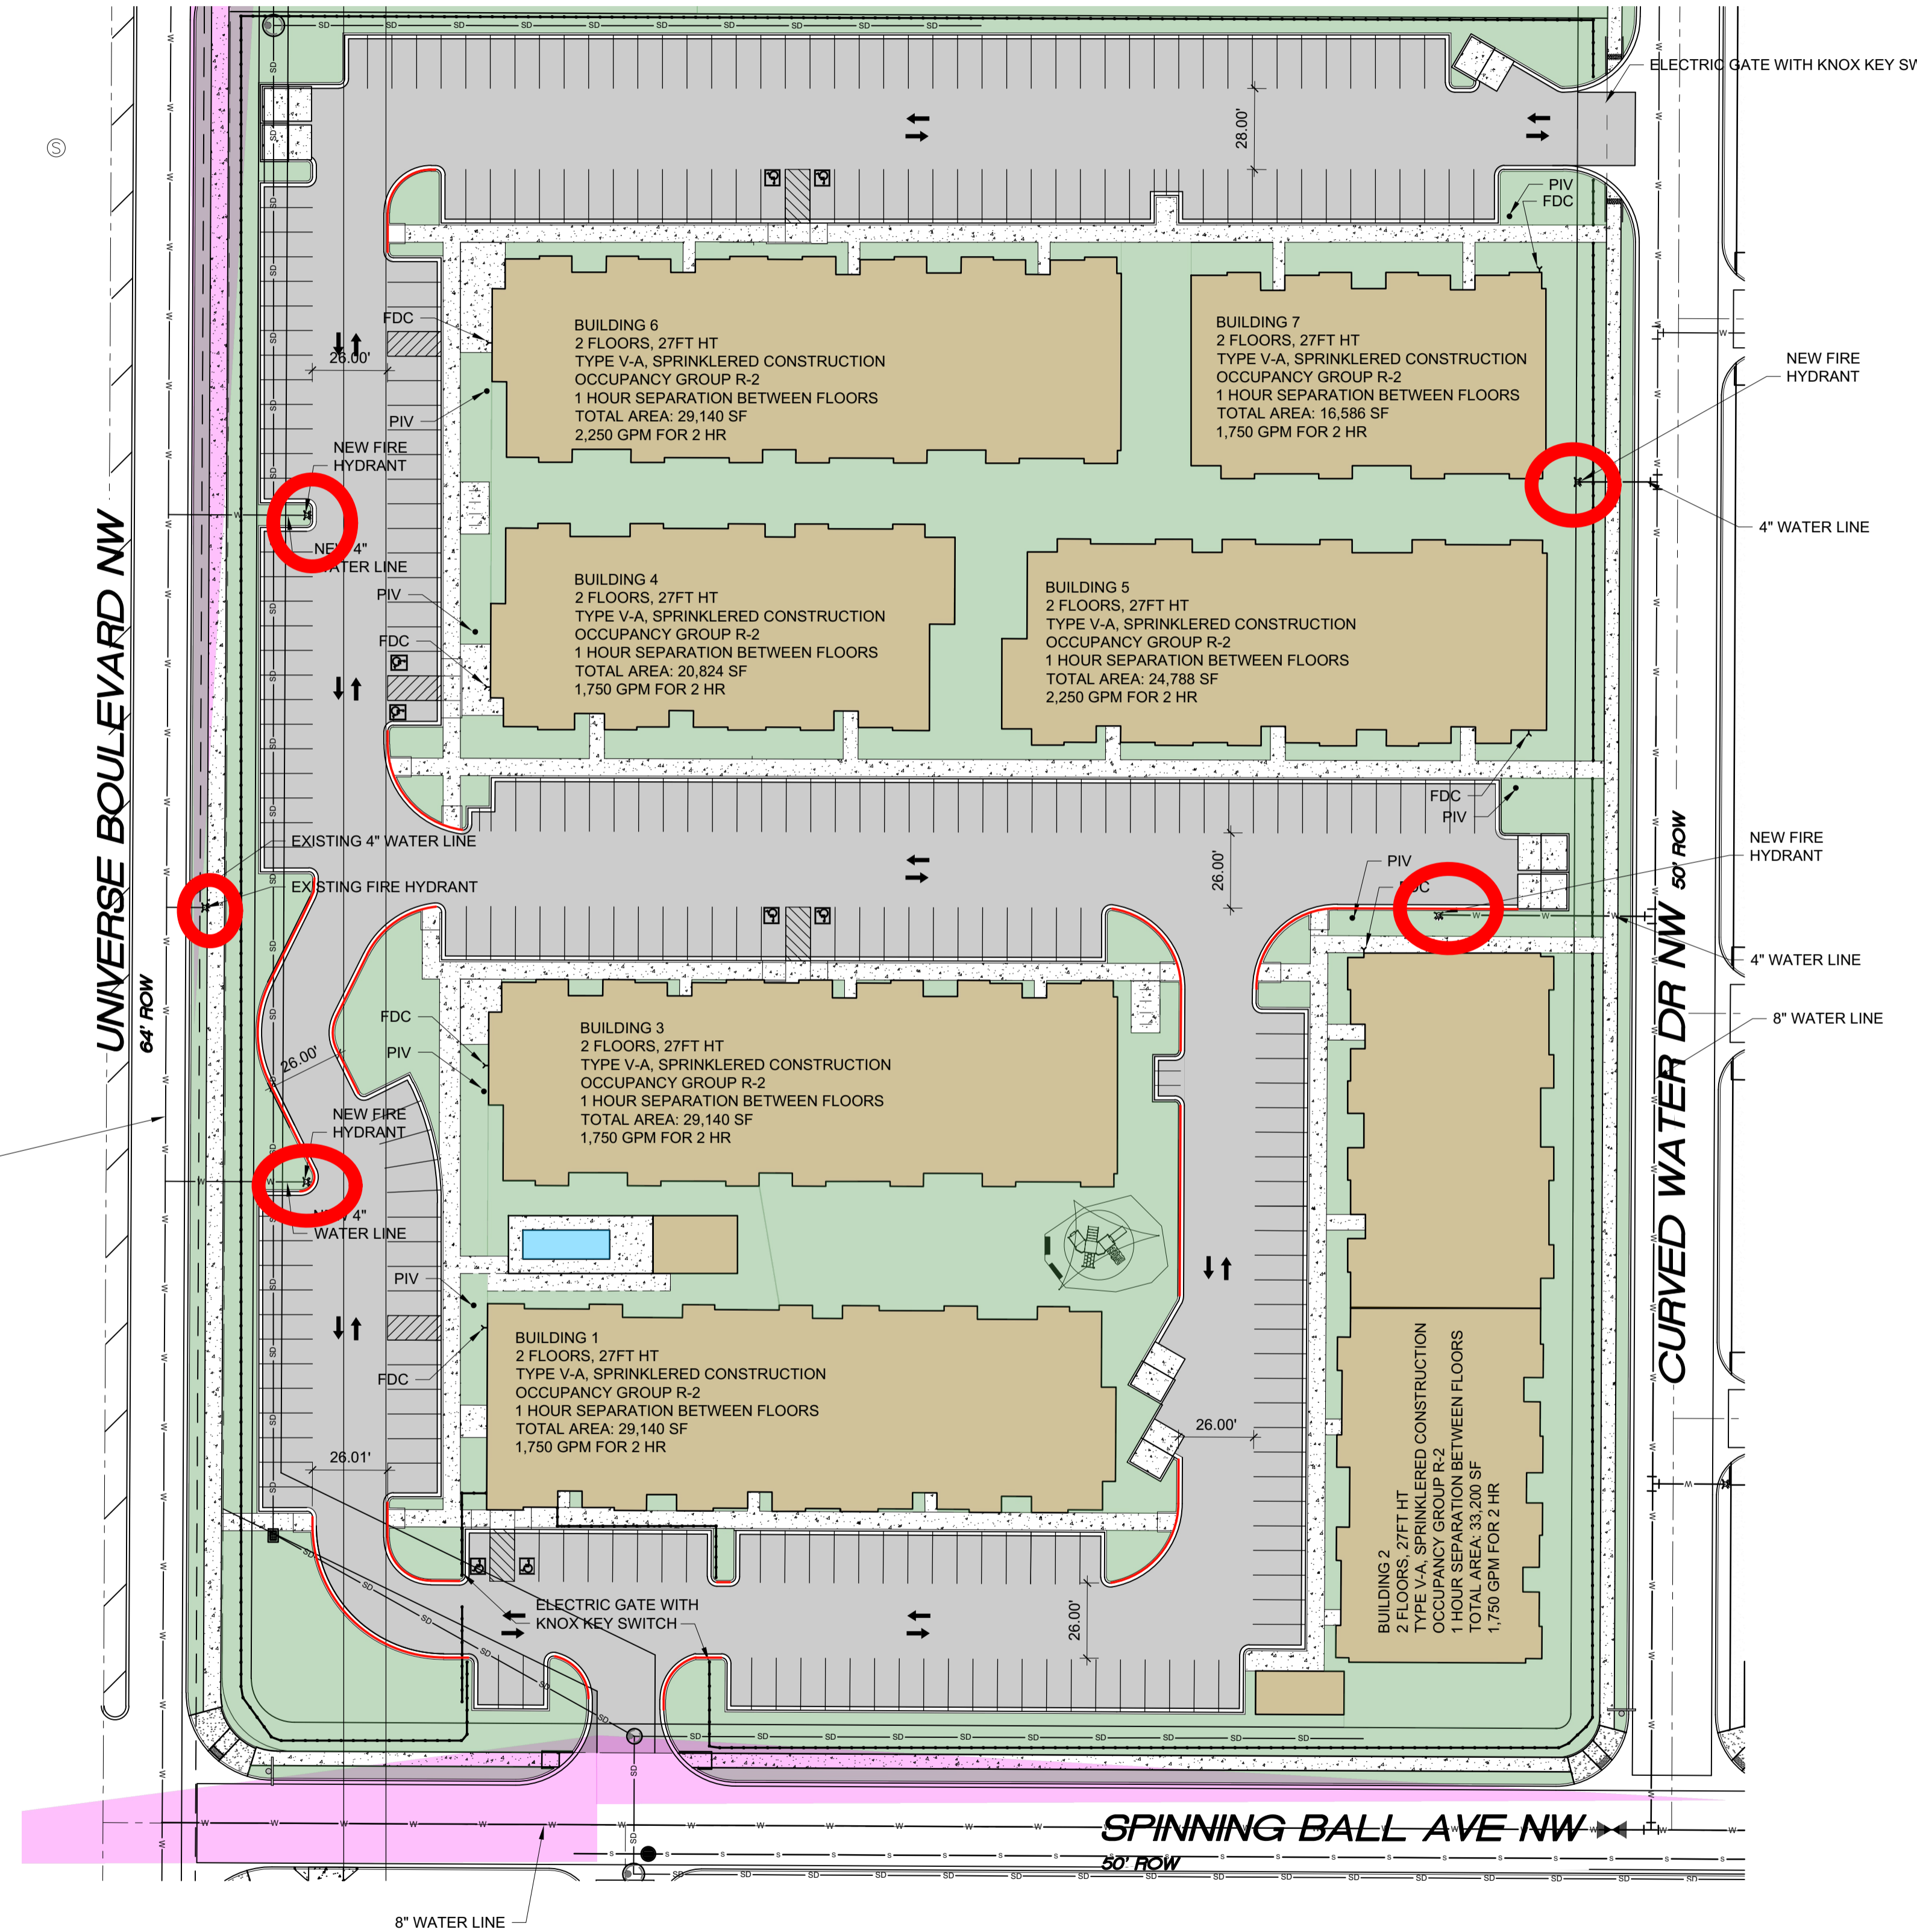 ELECTRIC GATE WITH KNOX KEY SW
28.00'
PIV
FDC
FDC
26.00'
PIV
BUILDING 6
2 FLOORS, 27FT HT
TYPE V-A, SPRINKLERED CONSTRUCTION
OCCUPANCY GROUP R-2
1 HOUR SEPARATION BETWEEN FLOORS
TOTAL AREA: 29,140 SF
2,250 GPM FOR 2 HR
BUILDING 7
2 FLOORS, 27FT HT
TYPE V-A, SPRINKLERED CONSTRUCTION
OCCUPANCY GROUP R-2
1 HOUR SEPARATION BETWEEN FLOORS
TOTAL AREA: 16,586 SF
1,750 GPM FOR 2 HR
NEW FIRE
HYDRANT
NEW FIRE
HYDRANT
4" WATER LINE
NEW 4"
WATER LINE
PIV
FDC
BUILDING 4
2 FLOORS, 27FT HT
TYPE V-A, SPRINKLERED CONSTRUCTION
OCCUPANCY GROUP R-2
1 HOUR SEPARATION BETWEEN FLOORS
TOTAL AREA: 20,824 SF
1,750 GPM FOR 2 HR
BUILDING 5
2 FLOORS, 27FT HT
TYPE V-A, SPRINKLERED CONSTRUCTION
OCCUPANCY GROUP R-2
1 HOUR SEPARATION BETWEEN FLOORS
TOTAL AREA: 24,788 SF
2,250 GPM FOR 2 HR
UNIVERSE BOULEVARD NW
64' ROW
FDC
PIV
EXISTING 4" WATER LINE
EXISTING FIRE HYDRANT
26.00'
PIV
FDC
NEW FIRE
HYDRANT
4" WATER LINE
8" WATER LINE
CURVED WATER DR NW
50' ROW
FDC
PIV
26.00'
BUILDING 3
2 FLOORS, 27FT HT
TYPE V-A, SPRINKLERED CONSTRUCTION
OCCUPANCY GROUP R-2
1 HOUR SEPARATION BETWEEN FLOORS
TOTAL AREA: 29,140 SF
1,750 GPM FOR 2 HR
NEW FIRE
HYDRANT
NEW 4"
WATER LINE
PIV
FDC
BUILDING 1
2 FLOORS, 27FT HT
TYPE V-A, SPRINKLERED CONSTRUCTION
OCCUPANCY GROUP R-2
1 HOUR SEPARATION BETWEEN FLOORS
TOTAL AREA: 29,140 SF
1,750 GPM FOR 2 HR
26.00'
26.01'
BUILDING 2
2 FLOORS, 27FT HT
TYPE V-A, SPRINKLERED CONSTRUCTION
OCCUPANCY GROUP R-2
1 HOUR SEPARATION BETWEEN FLOORS
TOTAL AREA: 33,200 SF
1,750 GPM FOR 2 HR
ELECTRIC GATE WITH
KNOX KEY SWITCH
26.00'
SPINNING BALL AVE NW
50' ROW
8" WATER LINE